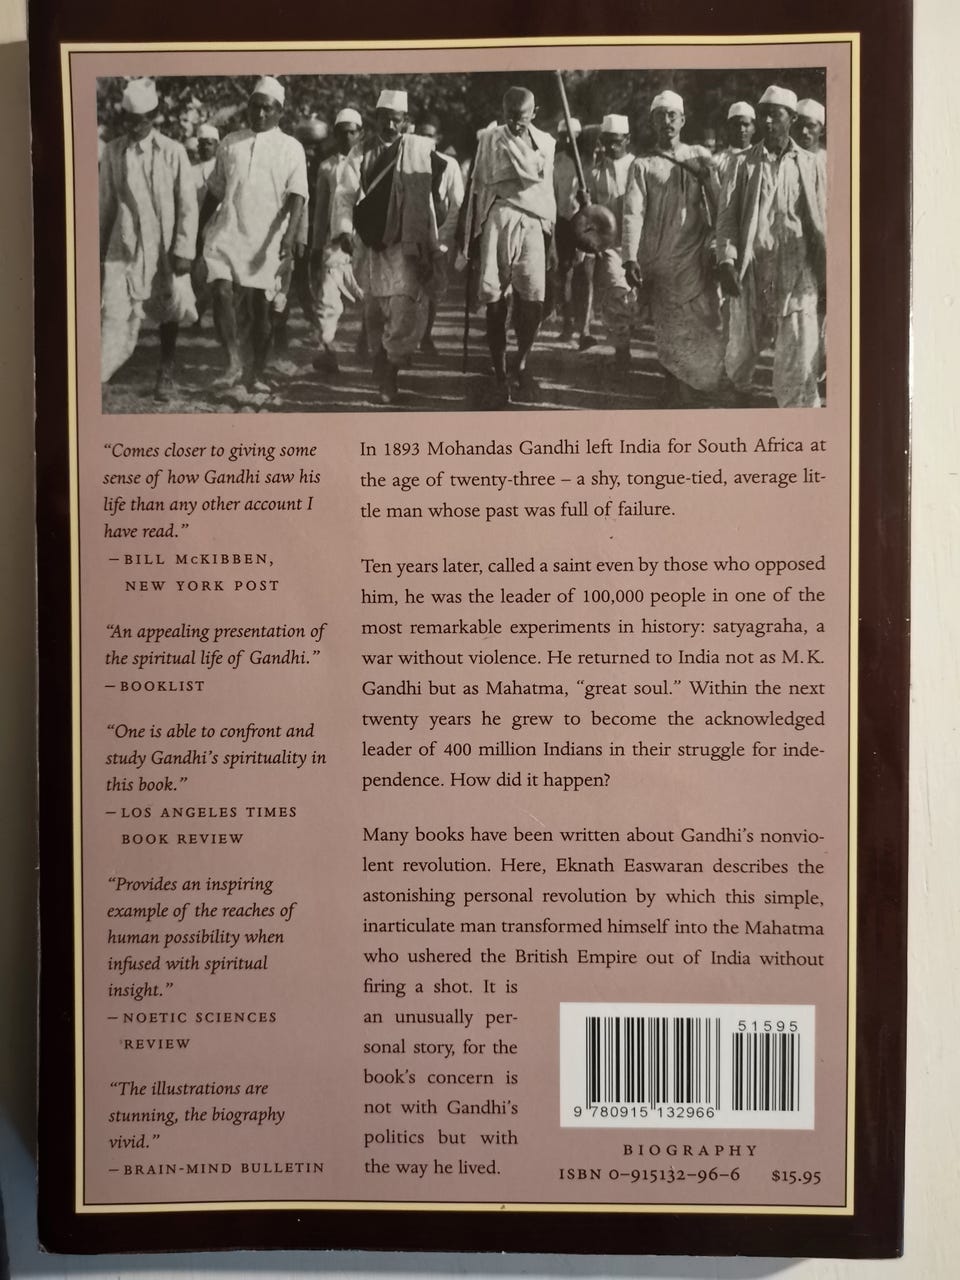 “Comes closer to giving some
sense of how Gandhi saw his
life than any other account I
have read.”
– BILL McKIBBEN,
NEW YORK POST
“An appealing presentation of
the spiritual life of Gandhi.”
– BOOKLIST
“One is able to confront and
study Gandhi’s spirituality in
this book.”
– LOS ANGELES TIMES
BOOK REVIEW
“Provides an inspiring
example of the reaches of
human possibility when
infused with spiritual
insight.”
– NOETIC SCIENCES
REVIEW
“The illustrations are
stunning, the biography
vivid.”
– BRAIN-MIND BULLETIN
In 1893 Mohandas Gandhi left India for South Africa at
the age of twenty-three – a shy, tongue-tied, average lit-
tle man whose past was full of failure.
Ten years later, called a saint even by those who opposed
him, he was the leader of 100,000 people in one of the
most remarkable experiments in history: satyagraha, a
war without violence. He returned to India not as M. K.
Gandhi but as Mahatma, “great soul.” Within the next
twenty years he grew to become the acknowledged
leader of 400 million Indians in their struggle for inde-
pendence. How did it happen?
Many books have been written about Gandhi’s nonvio-
lent revolution. Here, Eknath Easwaran describes the
astonishing personal revolution by which this simple,
inarticulate man transformed himself into the Mahatma
who ushered the British Empire out of India without
firing a shot. It is
an unusually per-
sonal story, for the
book’s concern is
not with Gandhi’s
politics but with
the way he lived.
51595
9 780915 132966
BIOGRAPHY
ISBN 0-915132-96-6 $15.95